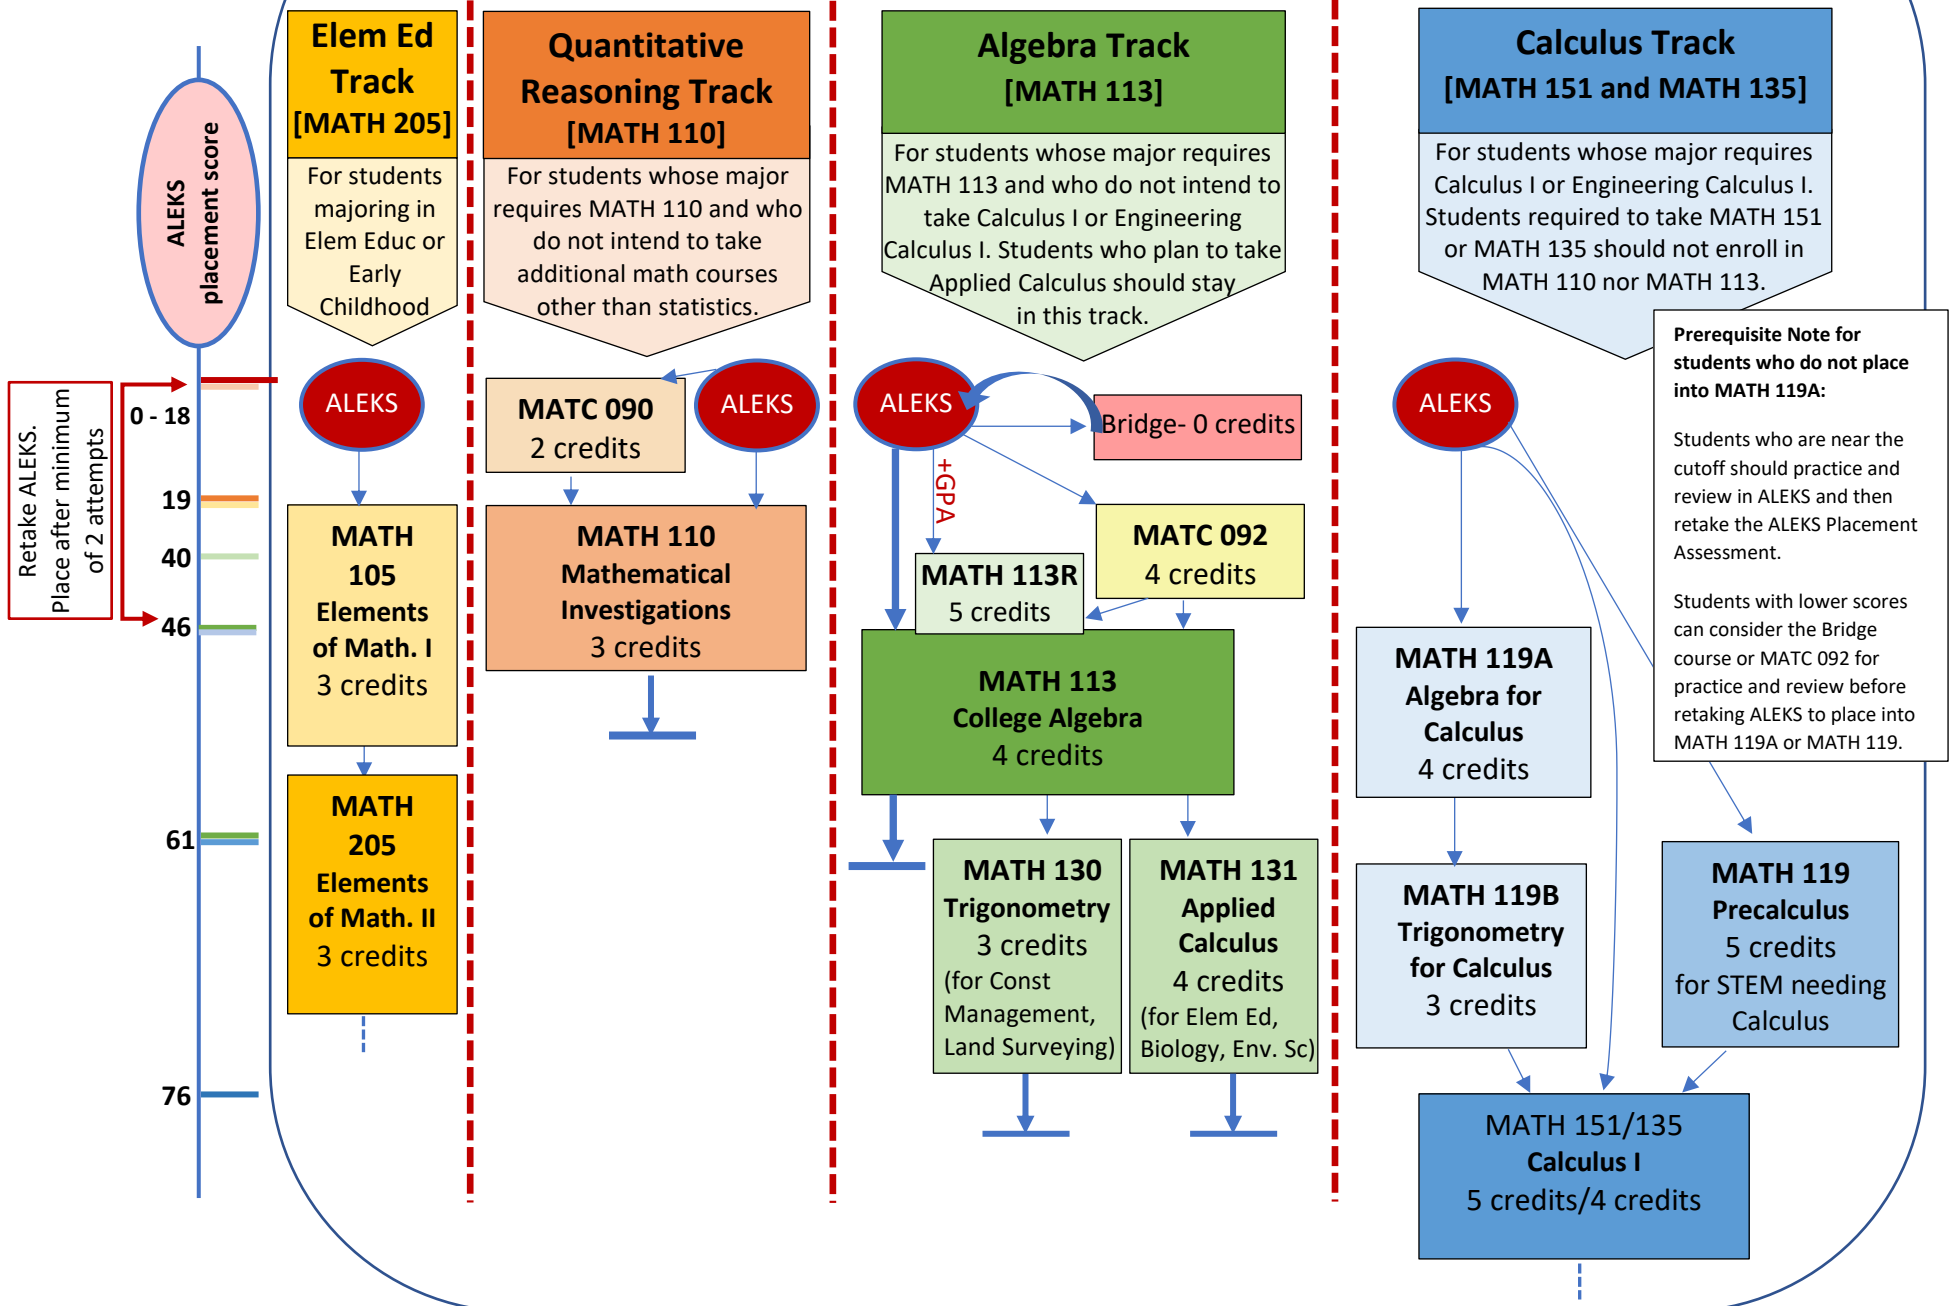 ALEKS
placement score
Retake ALEKS.
Place after minimum
of 2 attempts
0 - 18
19
40
46
61
76
Elem Ed
Track
[MATH 205]
For students
majoring in
Elem Educ or
Early
Childhood
ALEKS
MATH
105
Elements
of Math. I
3 credits
MATH
205
Elements
of Math. II
3 credits
Quantitative
Reasoning Track
[MATH 110]
For students whose major
requires MATH 110 and who
do not intend to take
additional math courses
other than statistics.
MATC 090
2 credits
ALEKS
MATH 110
Mathematical
Investigations
3 credits
Algebra Track
[MATH 113]
For students whose major requires
MATH 113 and who do not intend to
take Calculus I or Engineering
Calculus I. Students who plan to take
Applied Calculus should stay
in this track.
ALEKS
Bridge- 0 credits
+GPA
MATC 092
4 credits
MATH 113R
5 credits
MATH 113
College Algebra
4 credits
MATH 130
Trigonometry
3 credits
(for Const
Management,
Land Surveying)
MATH 131
Applied
Calculus
4 credits
(for Elem Ed,
Biology, Env. Sc)
Calculus Track
[MATH 151 and MATH 135]
For students whose major requires
Calculus I or Engineering Calculus I.
Students required to take MATH 151
or MATH 135 should not enroll in
MATH 110 nor MATH 113.
ALEKS
Prerequisite Note for
students who do not place
into MATH 119A:
Students who are near the
cutoff should practice and
review in ALEKS and then
retake the ALEKS Placement
Assessment.
Students with lower scores
can consider the Bridge
course or MATC 092 for
practice and review before
retaking ALEKS to place into
MATH 119A or MATH 119.
MATH 119A
Algebra for
Calculus
4 credits
MATH 119B
Trigonometry
for Calculus
3 credits
MATH 119
Precalculus
5 credits
for STEM needing
Calculus
MATH 151/135
Calculus I
5 credits/4 credits